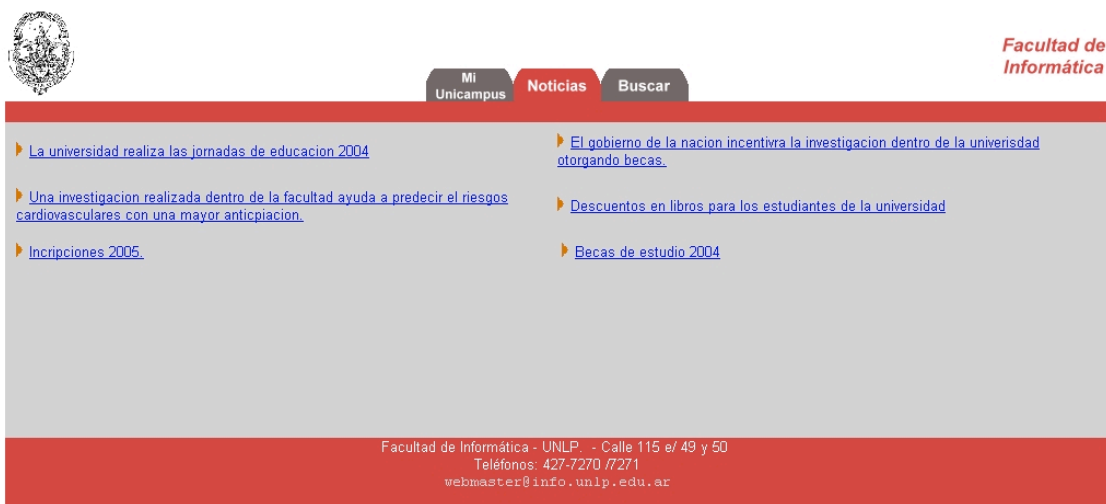 Facultad de
Informática
Mi
Unicampus
Noticias
Buscar
La universidad realiza las jornadas de educacion 2004
El gobierno de la nacion incentivra la investigacion dentro de la univerisdad
otorgando becas.
Una investigacion realizada dentro de la facultad ayuda a predecir el riesgos
cardiovasculares con una mayor anticpiacion.
Descuentos en libros para los estudiantes de la universidad
Incripciones 2005.
Becas de estudio 2004
Facultad de Informática - UNLP. - Calle 115 e/ 49 y 50
Teléfonos: 427-7270 /7271
webmaster@info.unlp.edu.ar